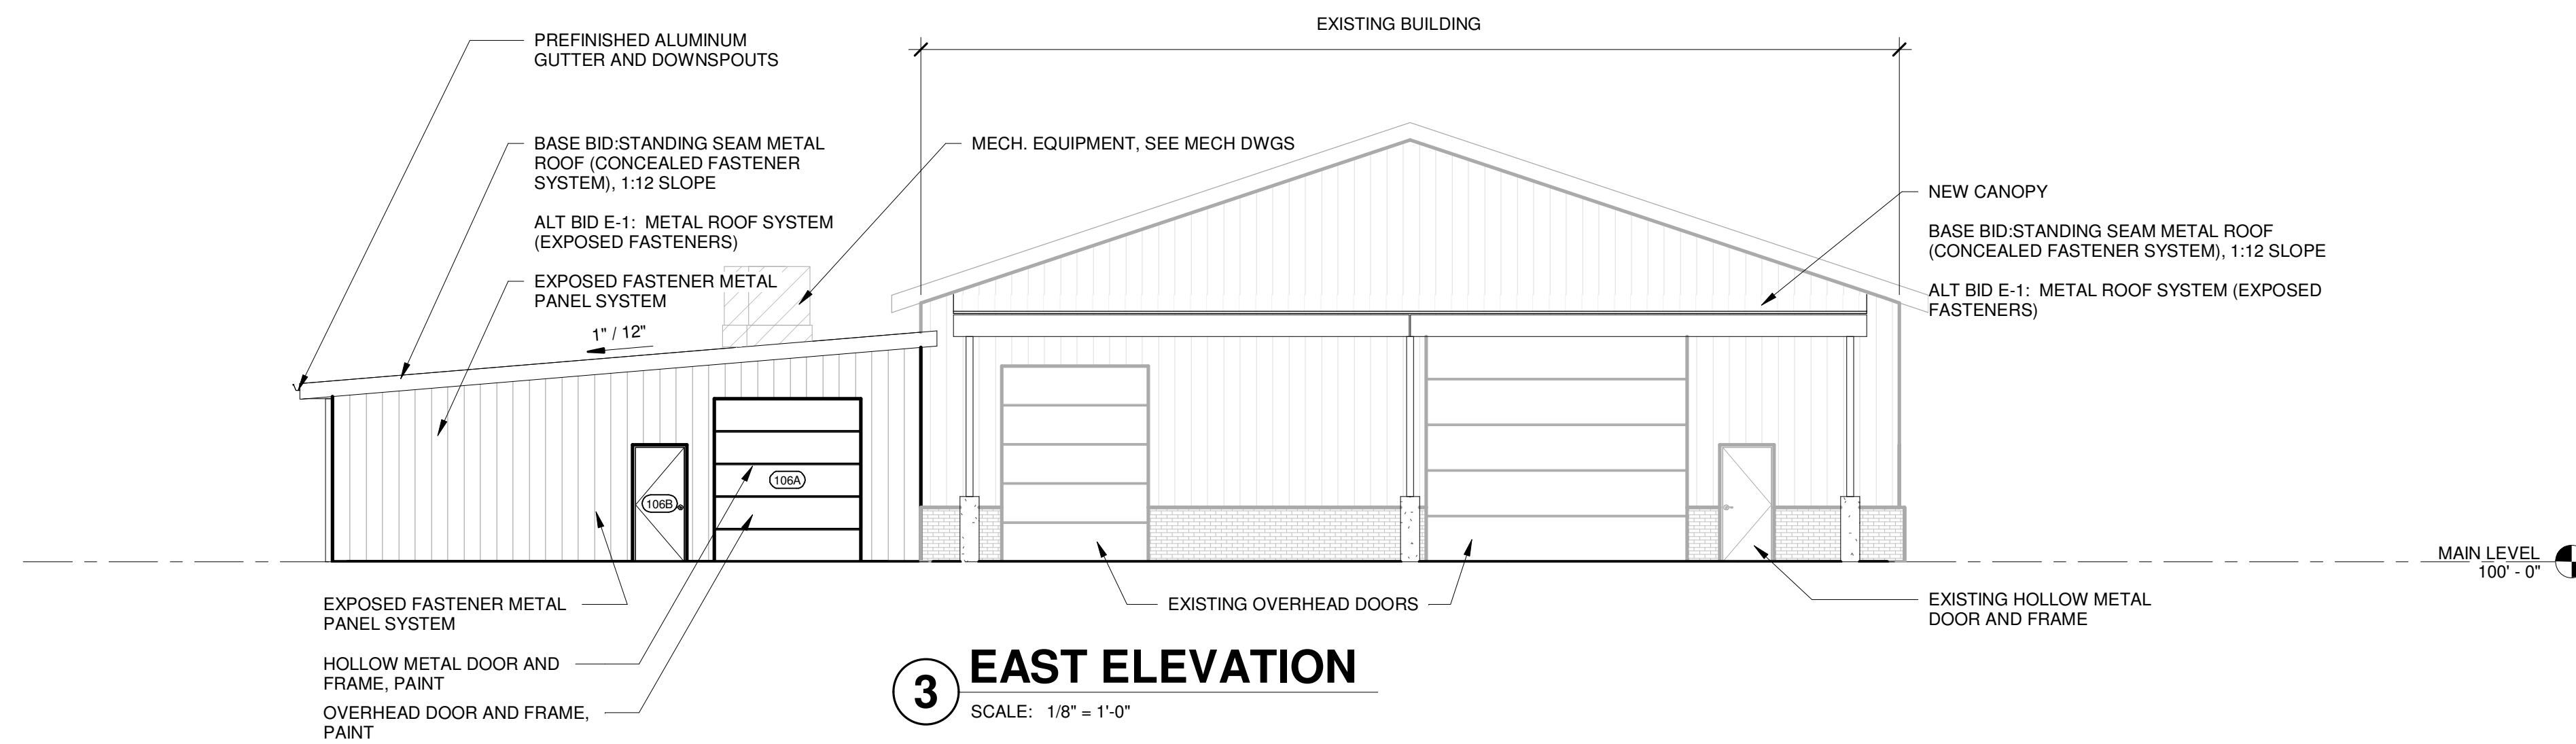 EXISTING BUILDING
PREFINISHED ALUMINUM
GUTTER AND DOWNSPOUTS
BASE BID:STANDING SEAM METAL
ROOF (CONCEALED FASTENER
SYSTEM), 1:12 SLOPE
ALT BID E-1: METAL ROOF SYSTEM
(EXPOSED FASTENERS)
EXPOSED FASTENER METAL
PANEL SYSTEM
1" / 12"
MECH. EQUIPMENT, SEE MECH DWGS
NEW CANOPY
BASE BID:STANDING SEAM METAL ROOF
(CONCEALED FASTENER SYSTEM), 1:12 SLOPE
ALT BID E-1: METAL ROOF SYSTEM (EXPOSED
FASTENERS)
106A
106B
MAIN LEVEL
100' - 0"
EXPOSED FASTENER METAL
PANEL SYSTEM
HOLLOW METAL DOOR AND
FRAME, PAINT
OVERHEAD DOOR AND FRAME,
PAINT
EXISTING OVERHEAD DOORS
EXISTING HOLLOW METAL
DOOR AND FRAME
3
EAST ELEVATION
SCALE: 1/8" = 1'-0"